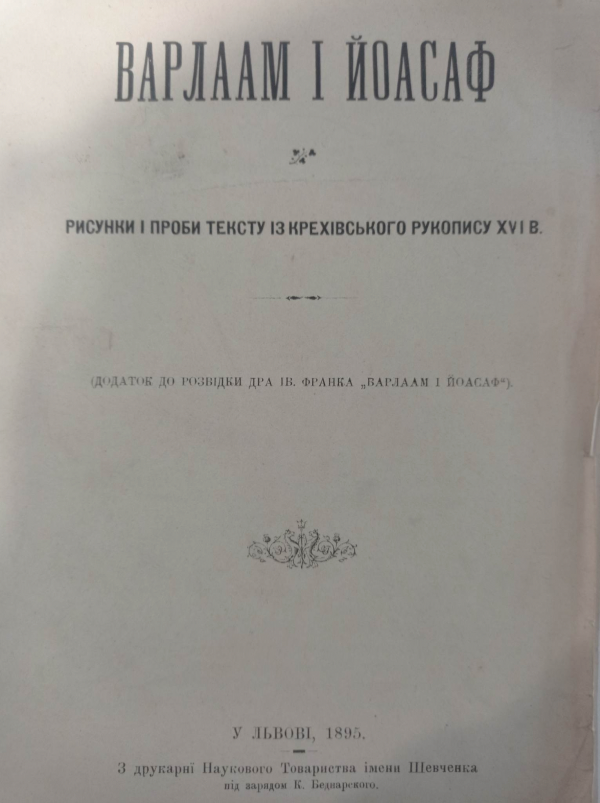 ВАРЛААМ І ЙОАСАФ
РИСУНКИ І ПРОБИ ТЕКСТУ ІЗ КРЕХІВСЬКОГО РУКОПИСУ XVI В.
(ДОДАТОК ДО РОЗВІДКИ ДРА ІВ. ФРАНКА „ВАРЛААМ І ЙОАСАФ“).
У ЛЬВОВІ, 1895.
З друкарнї Наукового Товариства імени Шевченка
під зарядом К. Беднарского.